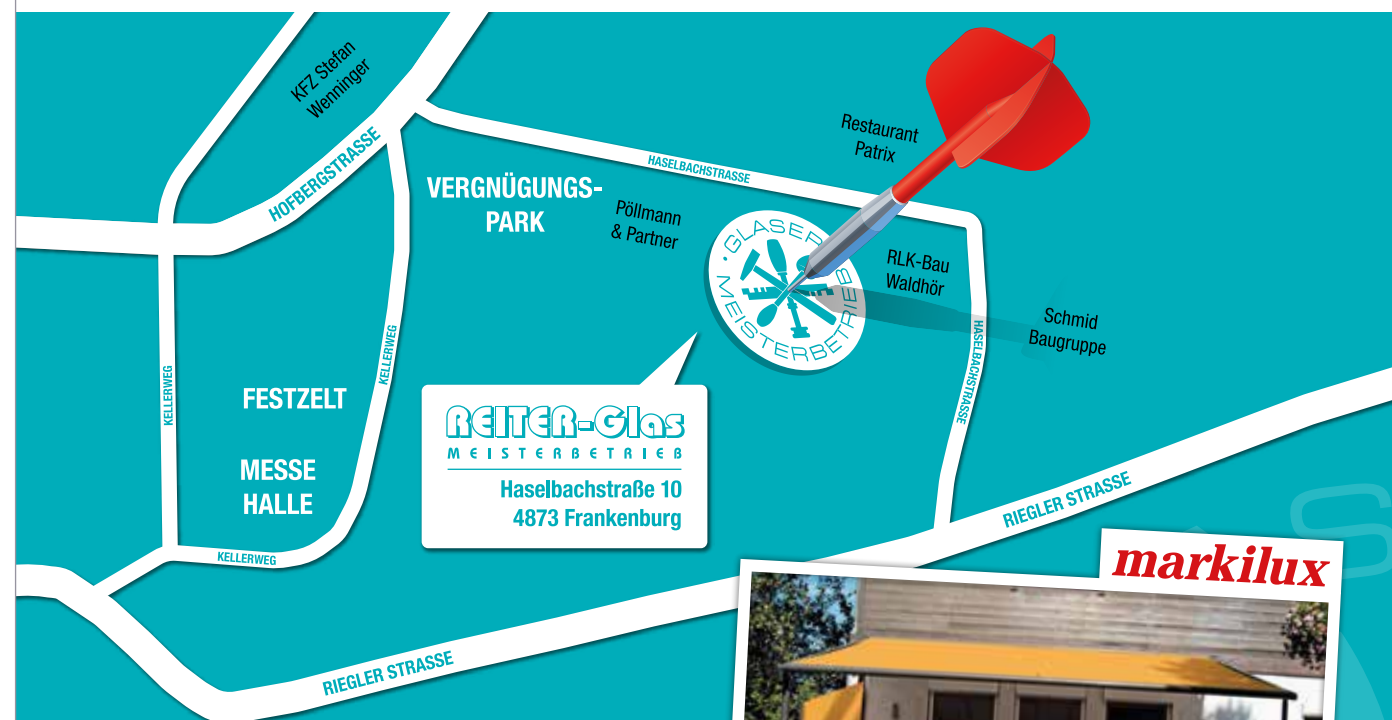 KFZ Stefan
Wenninger
HOFBERGSTRASSE
HASELBACHSTRASSE
Restaurant
Patrix
VERGNÜGUNGS-
PARK
Pöllmann
& Partner
· GLASER ·
MEISTERBETRIEB
RLK-Bau
Waldhör
Schmid
Baugruppe
HASELBACHSTRASSE
KELLERWEG
KELLERWEG
FESTZELT
MESSE
HALLE
KELLERWEG
REITER-Glas
MEISTERBETRIEB
Haselbachstraße 10
4873 Frankenburg
RIEGLER STRASSE
RIEGLER STRASSE
markilux